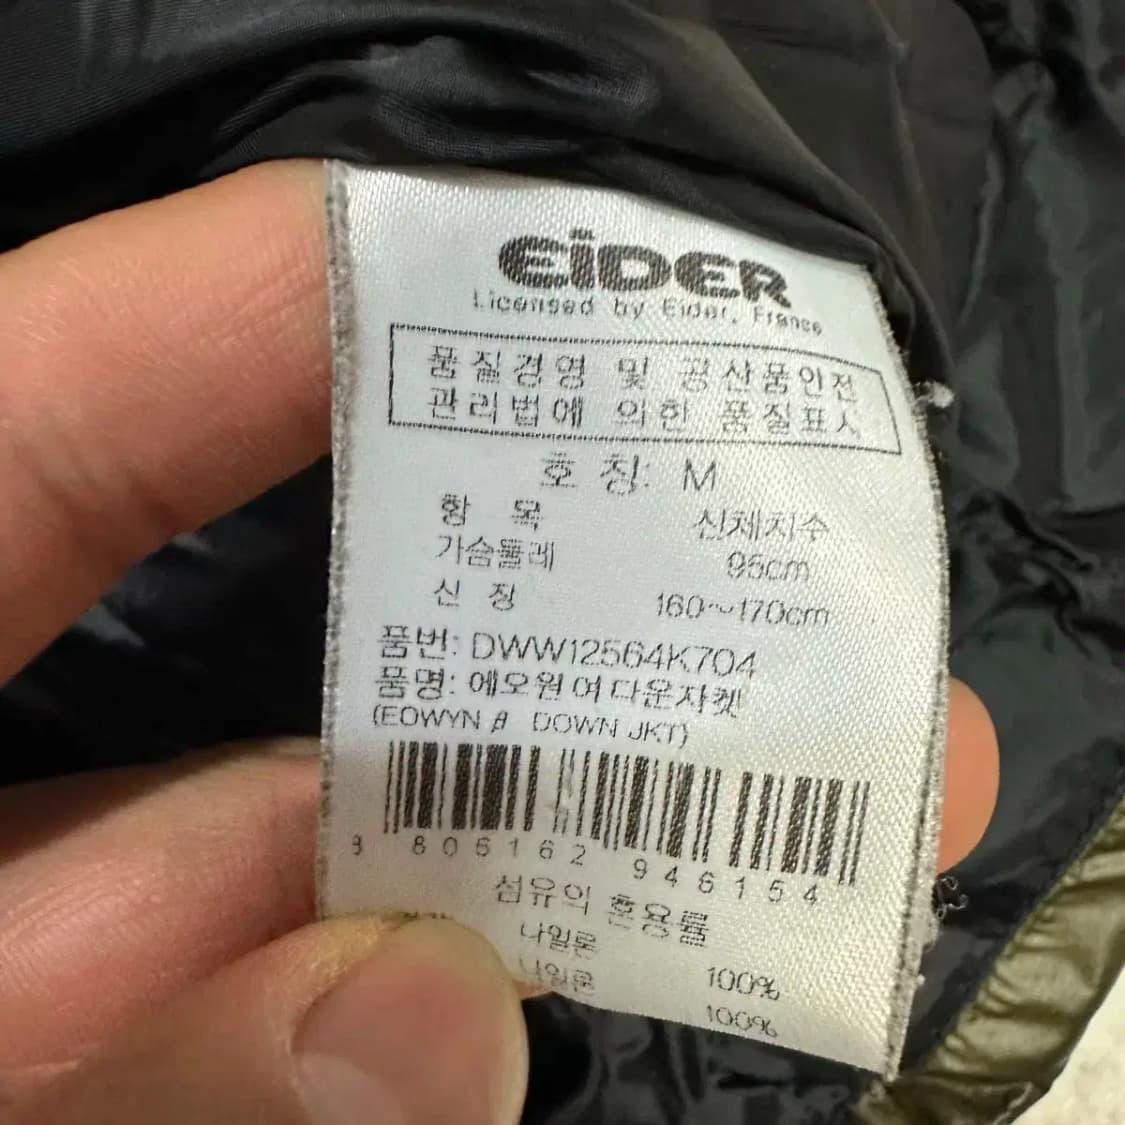 EiDER
Licensed by Eider, France
품질경영 및 공산품안전
관리법에 의한 품질표시
호 칭: M
항 목 신체치수
가슴둘레 95cm
신 장 160~170cm
품번: DWW12564K704
품명: 에오윈 여 다운자켓
(EOWYN DOWN JKT)
8 806162 946154
섬유의 혼용률
나일론 100%
나일론 100%